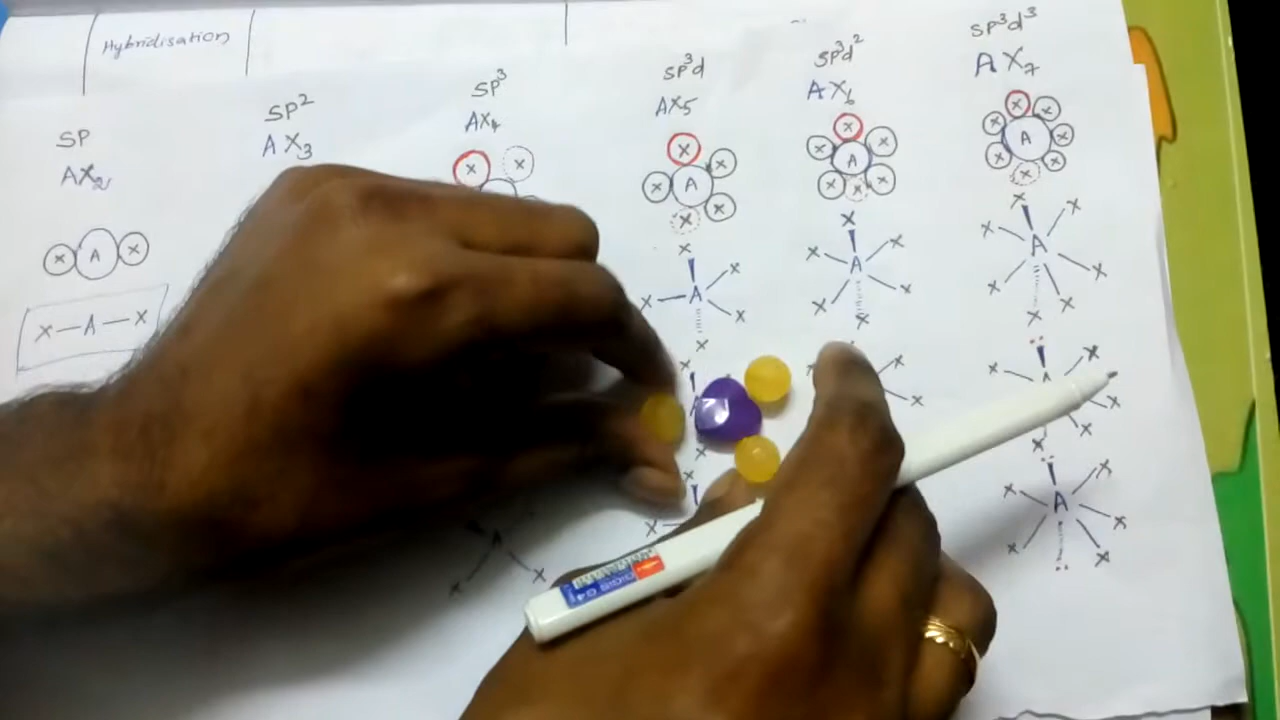 Hybridisation
SP
AX2
X A X
X—A—X
SP²
AX3
SP³
AX4
X X
A
X X
SP³d
AX5
X
X A X
X
X
X
X—A X
X
X
X
X
X
X
SP³d²
AX6
X
X A X
X X X
X
X A X
X X
X
X
X
SP³d³
AX7
X
X X
A
X X
X X
X
X X
A
X X X
X
X
A
X
X
X
X
X A
X
X X